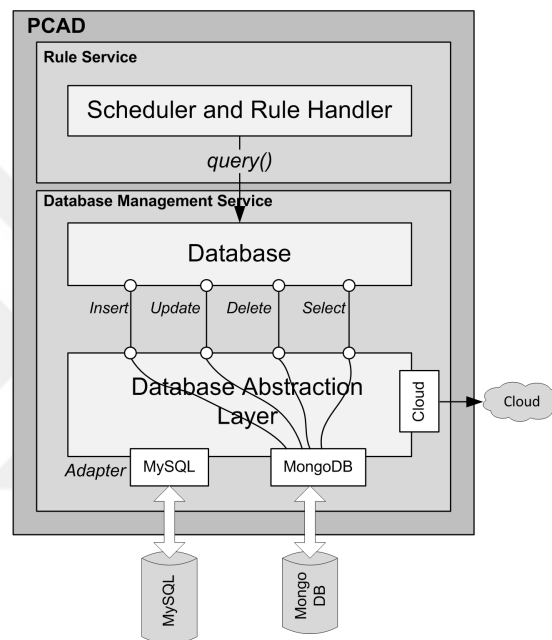 PCAD
Rule Service
Scheduler and Rule Handler
query()
Database Management Service
Database
Insert
Update
Delete
Select
Database Abstraction
Layer
Cloud
Cloud
Adapter
MySQL
MongoDB
MySQL
Mongo
DB